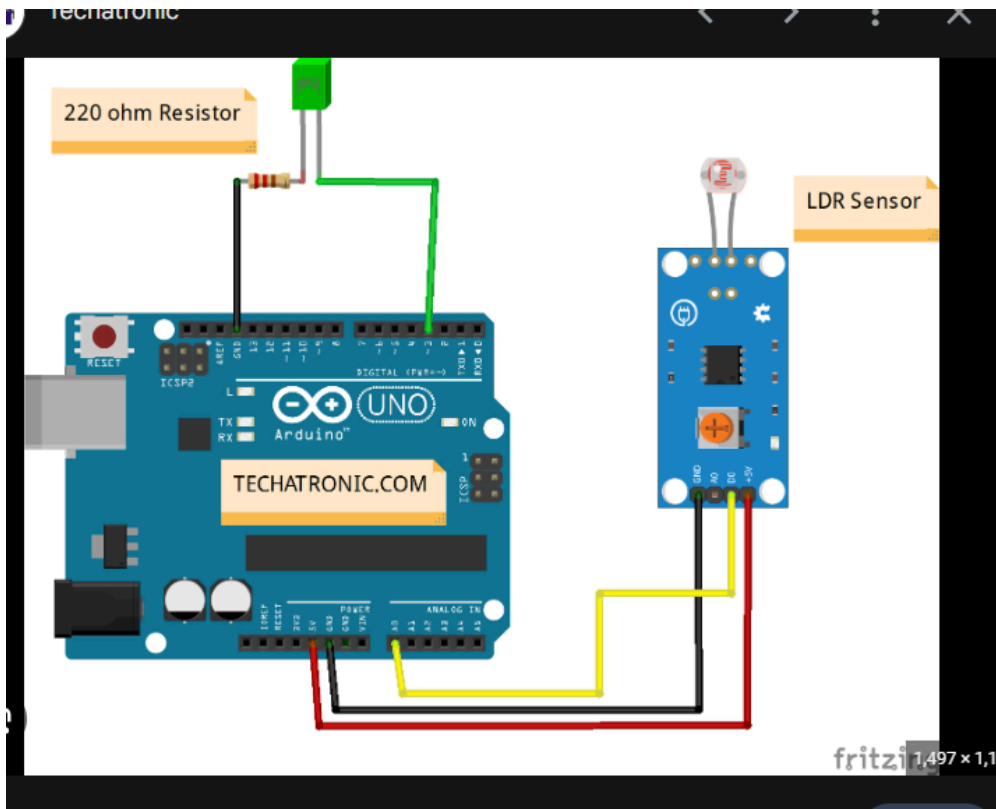 Techatronic
220 ohm Resistor
LDR Sensor
RESET
ICSP2
AREF
GND
13
12
~11
~10
~9
8
7
~6
~5
4
~3
2
TXD▶1
RXD◀0
DIGITAL (PWM=~)
L
TX
RX
UNO
ON
Arduino™
1
ICSP
TECHATRONIC.COM
GND
A0
D0
+5V
POWER
ANALOG IN
IOREF
RESET
3V3
5V
GND
GND
VIN
A0
A1
A2
A3
A4
A5
fritzing
1,497 × 1,1